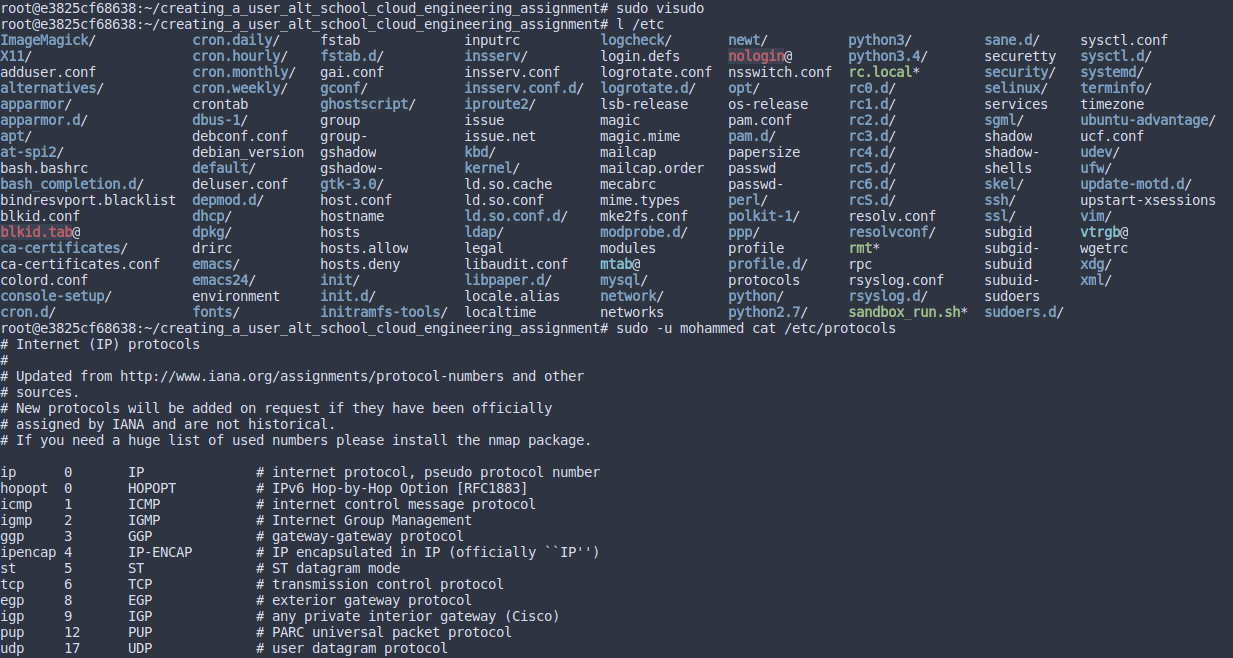 root@e3825cf68638:~/creating_a_user_alt_school_cloud_engineering_assignment# sudo visudo
root@e3825cf68638:~/creating_a_user_alt_school_cloud_engineering_assignment# l /etc
ImageMagick/ cron.daily/ fstab inputrc logcheck/ newt/ python3/ sane.d/ sysctl.conf
X11/ cron.hourly/ fstab.d/ insserv/ login.defs nologin@ python3.4/ securetty sysctl.d/
adduser.conf cron.monthly/ gai.conf insserv.conf logrotate.conf nsswitch.conf rc.local* security/ systemd/
alternatives/ cron.weekly/ gconf/ insserv.conf.d/ logrotate.d/ opt/ rc0.d/ selinux/ terminfo/
apparmor/ crontab ghostscript/ iproute2/ lsb-release os-release rc1.d/ services timezone
apparmor.d/ dbus-1/ group issue magic pam.conf rc2.d/ sgml/ ubuntu-advantage/
apt/ debconf.conf group- issue.net magic.mime pam.d/ rc3.d/ shadow ucf.conf
at-spi2/ debian_version gshadow kbd/ mailcap papersize rc4.d/ shadow- udev/
bash.bashrc default/ gshadow- kernel/ mailcap.order passwd rc5.d/ shells ufw/
bash_completion.d/ deluser.conf gtk-3.0/ ld.so.cache mecabrc passwd- rc6.d/ skel/ update-motd.d/
bindresvport.blacklist depmod.d/ host.conf ld.so.conf mime.types perl/ rcS.d/ ssh/ upstart-xsessions
blkid.conf dhcp/ hostname ld.so.conf.d/ mke2fs.conf polkit-1/ resolv.conf ssl/ vim/
blkid.tab@ dpkg/ hosts ldap/ modprobe.d/ ppp/ resolvconf/ subgid vtrgb@
ca-certificates/ drirc hosts.allow legal modules profile rmt* subgid- wgetrc
ca-certificates.conf emacs/ hosts.deny libaudit.conf mtab@ profile.d/ rpc subuid xdg/
colord.conf emacs24/ init/ libpaper.d/ mysql/ protocols rsyslog.conf subuid- xml/
console-setup/ environment init.d/ locale.alias network/ python/ rsyslog.d/ sudoers
cron.d/ fonts/ initramfs-tools/ localtime networks python2.7/ sandbox_run.sh* sudoers.d/
root@e3825cf68638:~/creating_a_user_alt_school_cloud_engineering_assignment# sudo -u mohammed cat /etc/protocols
# Internet (IP) protocols
#
# Updated from http://www.iana.org/assignments/protocol-numbers and other
# sources.
# New protocols will be added on request if they have been officially
# assigned by IANA and are not historical.
# If you need a huge list of used numbers please install the nmap package.
ip 0 IP # internet protocol, pseudo protocol number
hopopt 0 HOPOPT # IPv6 Hop-by-Hop Option [RFC1883]
icmp 1 ICMP # internet control message protocol
igmp 2 IGMP # Internet Group Management
ggp 3 GGP # gateway-gateway protocol
ipencap 4 IP-ENCAP # IP encapsulated in IP (officially ``IP'')
st 5 ST # ST datagram mode
tcp 6 TCP # transmission control protocol
egp 8 EGP # exterior gateway protocol
igp 9 IGP # any private interior gateway (Cisco)
pup 12 PUP # PARC universal packet protocol
udp 17 UDP # user datagram protocol